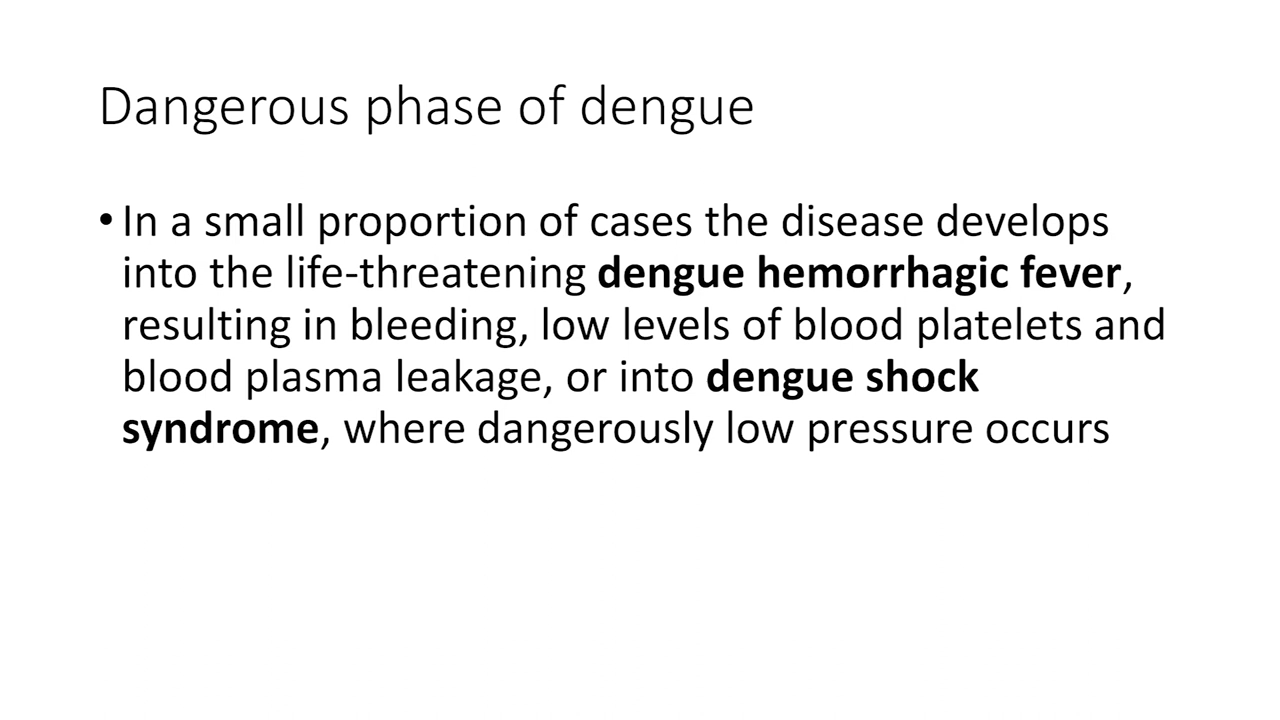 Dangerous phase of dengue
• In a small proportion of cases the disease develops
into the life-threatening dengue hemorrhagic fever,
resulting in bleeding, low levels of blood platelets and
blood plasma leakage, or into dengue shock
syndrome, where dangerously low pressure occurs